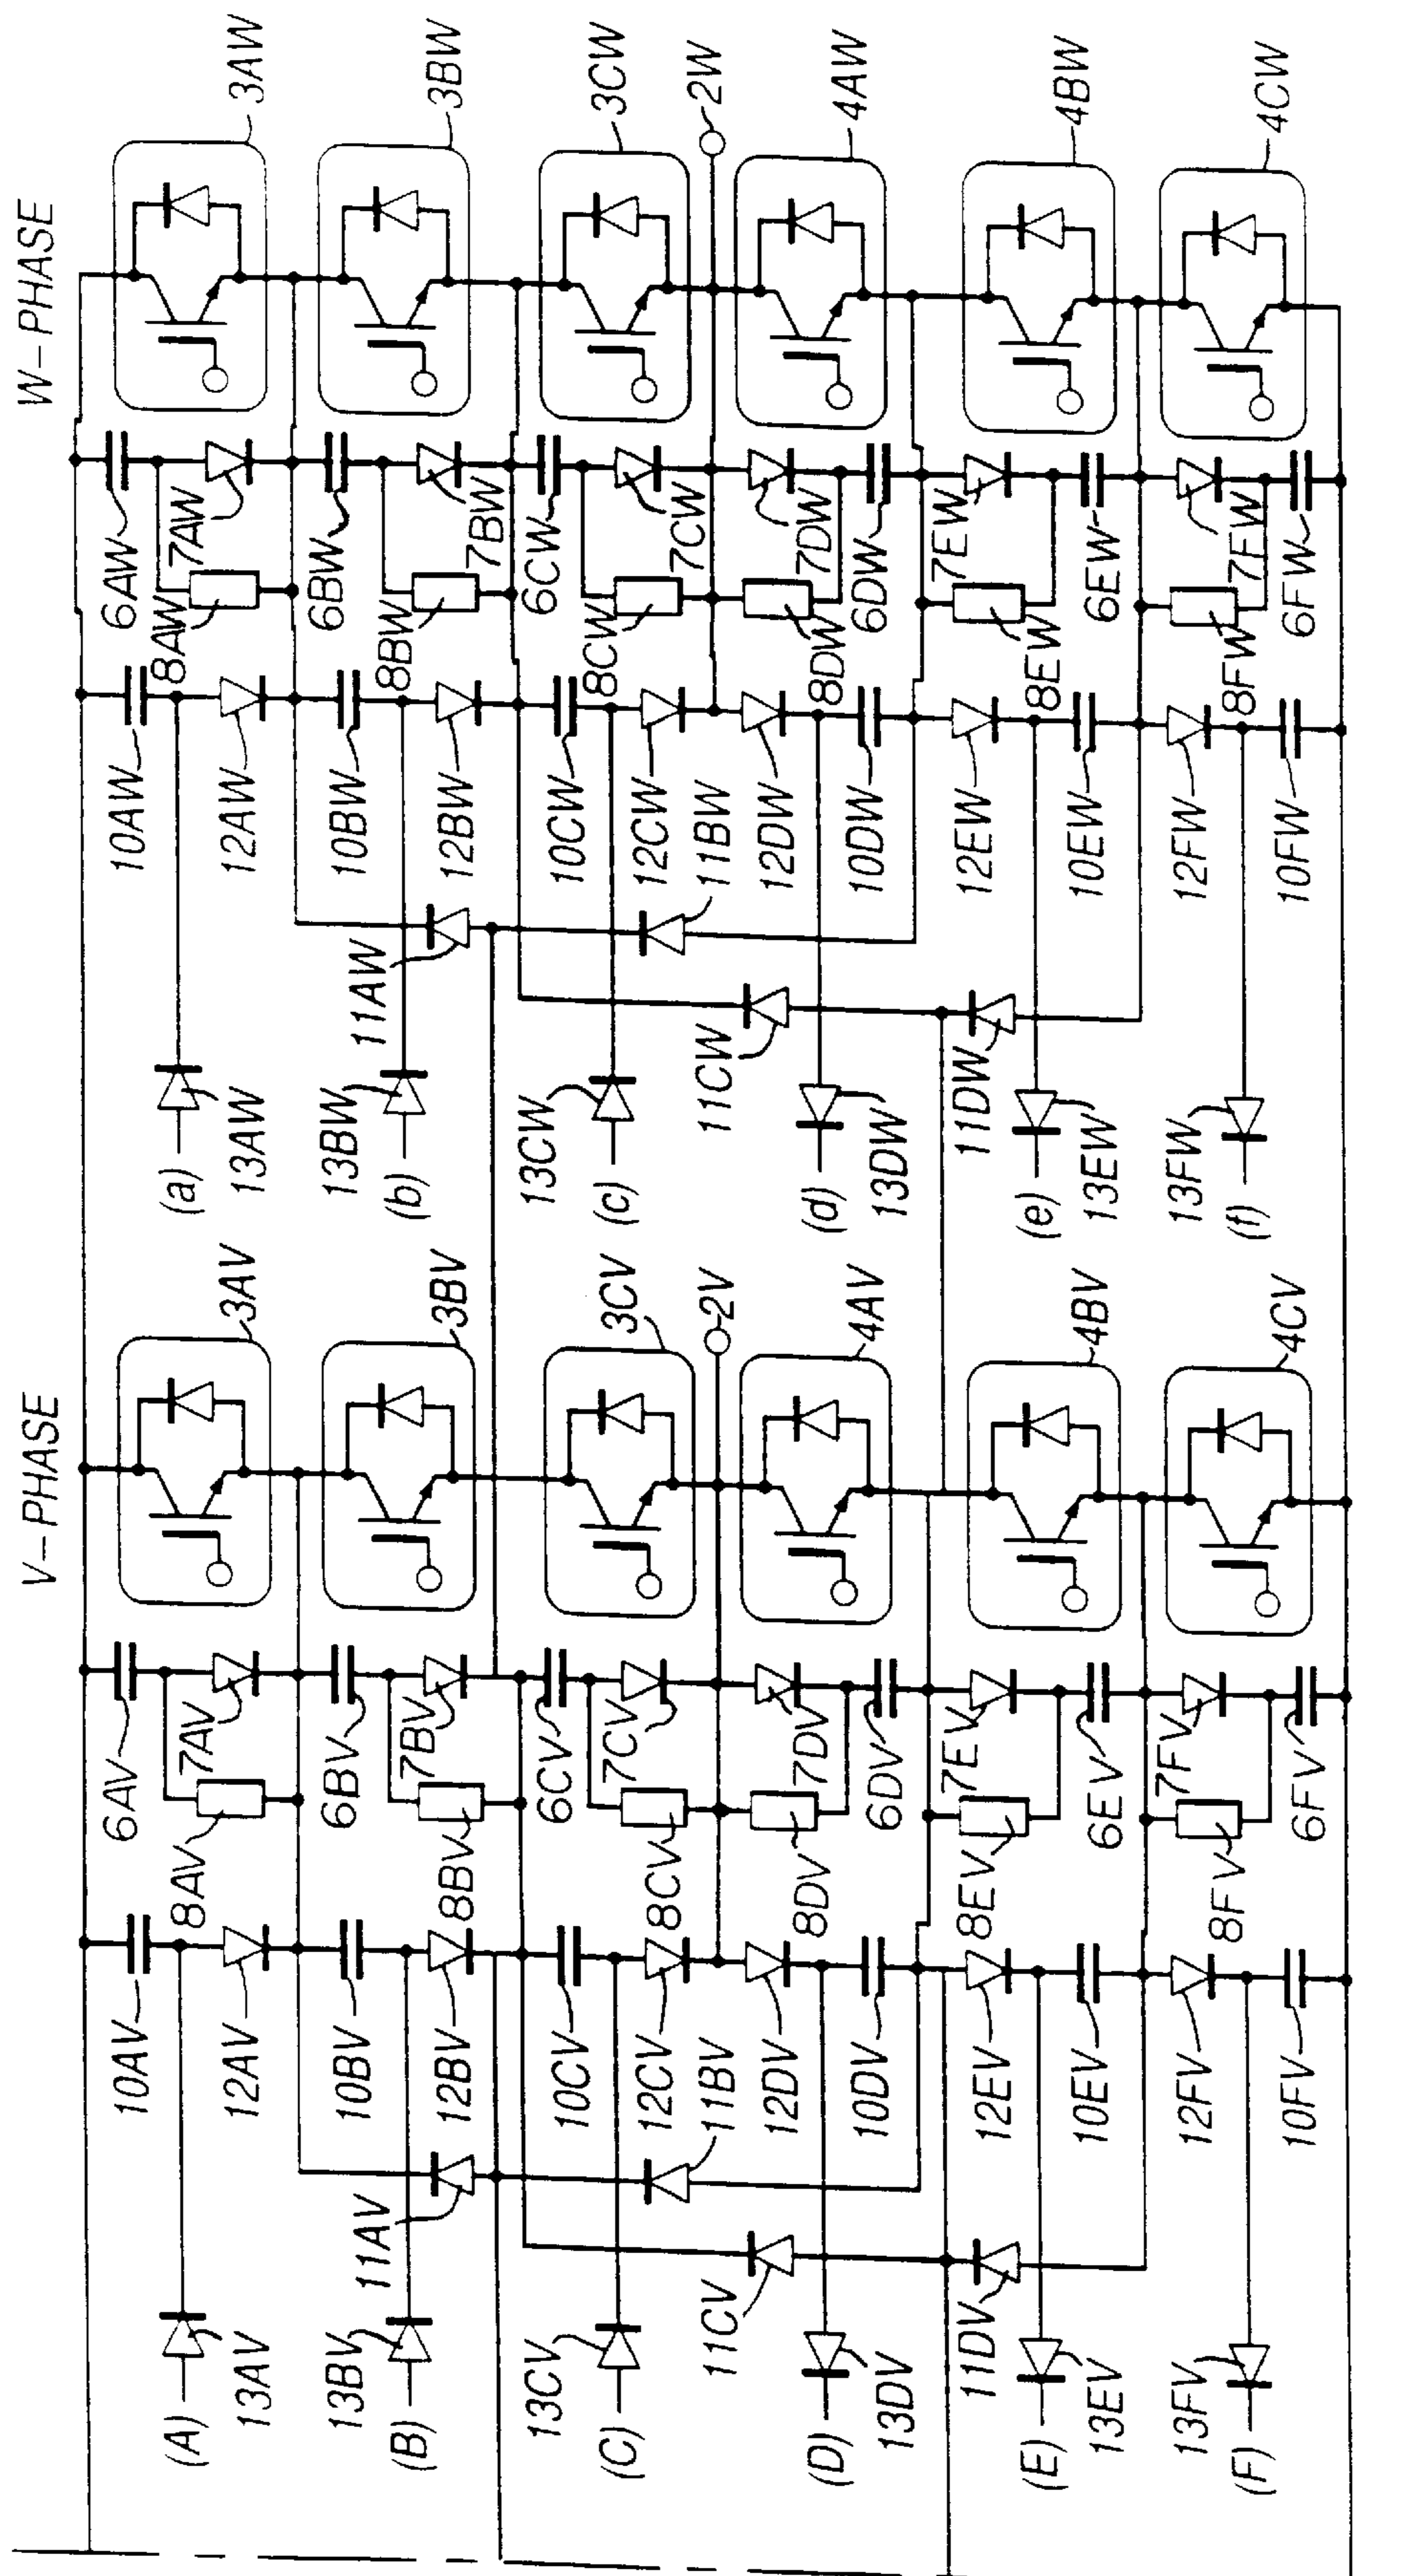 W-PHASE
3AW
3BW
3CW
2W
4AW
4BW
4CW
6AW
7AW
8AW
6BW
7BW
8BW
6CW
7CW
8CW
7DW
8DW
6DW
7EW
8EW
6EW
7FW
8FW
6FW
10AW
12AW
10BW
12BW
10CW
12CW
11BW
12DW
10DW
12EW
10EW
12FW
10FW
11AW
11CW
11DW
(a)
13AW
13BW
(b)
13CW
(c)
(d)
13DW
(e)
13EW
13FW
(f)
V-PHASE
3AV
3BV
3CV
2V
4AV
4BV
4CV
6AV
7AV
8AV
6BV
7BV
8BV
6CV
7CV
8CV
7DV
8DV
6DV
7EV
8EV
6EV
7FV
8FV
6FV
10AV
12AV
10BV
12BV
10CV
12CV
11BV
12DV
10DV
12EV
10EV
12FV
10FV
11AV
11CV
11DV
(A)
13AV
13BV
(B)
13CV
(C)
(D)
13DV
(E)
13EV
13FV
(F)